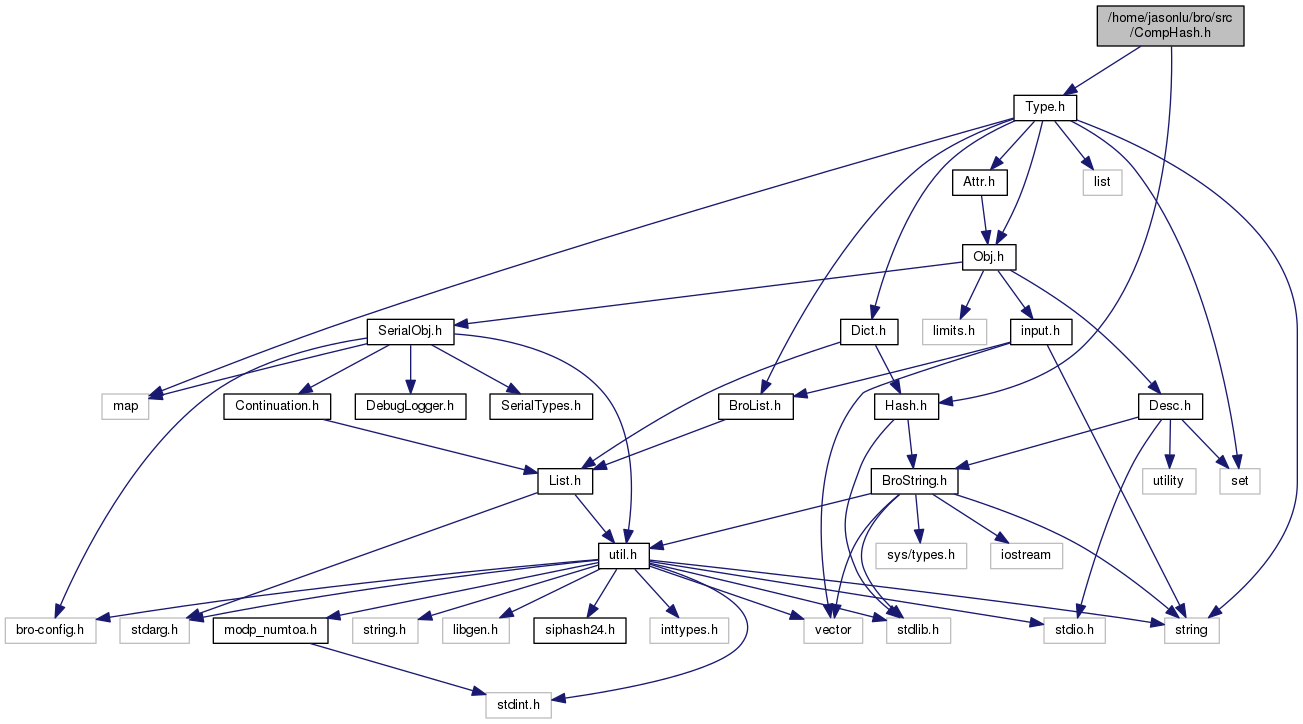 /home/jasonlu/bro/src
/CompHash.h
Type.h
Attr.h
list
Obj.h
SerialObj.h
Dict.h
limits.h
input.h
map
Continuation.h
DebugLogger.h
SerialTypes.h
BroList.h
Hash.h
Desc.h
List.h
BroString.h
utility
set
util.h
sys/types.h
iostream
bro-config.h
stdarg.h
modp_numtoa.h
string.h
libgen.h
siphash24.h
inttypes.h
vector
stdlib.h
stdio.h
string
stdint.h